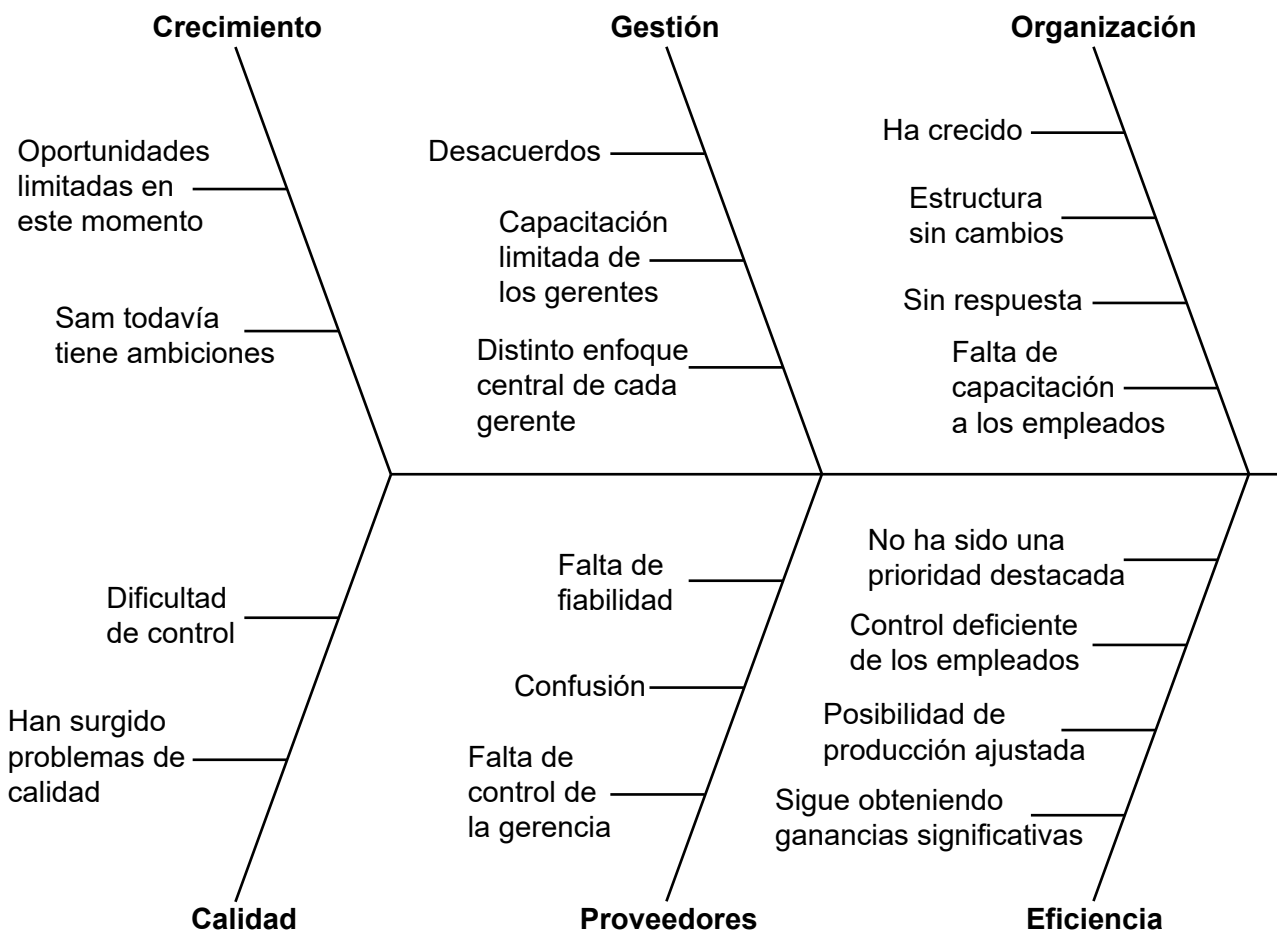 Crecimiento
Oportunidades
limitadas en
este momento
Sam todavía
tiene ambiciones
Gestión
Desacuerdos
Capacitación
limitada de
los gerentes
Distinto enfoque
central de cada
gerente
Organización
Ha crecido
Estructura
sin cambios
Sin respuesta
Falta de
capacitación
a los empleados
Dificultad
de control
Han surgido
problemas de
calidad
Calidad
Falta de
fiabilidad
Confusión
Falta de
control de
la gerencia
Proveedores
No ha sido una
prioridad destacada
Control deficiente
de los empleados
Posibilidad de
producción ajustada
Sigue obteniendo
ganancias significativas
Eficiencia